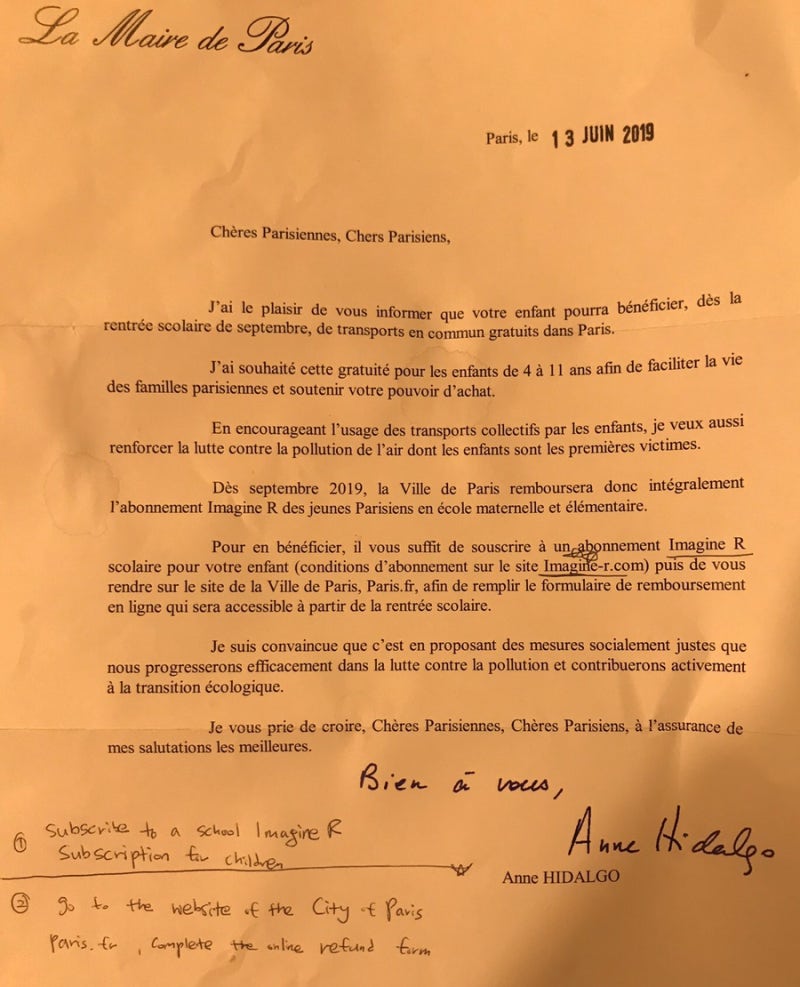 La Maire de Paris
Paris, le 13 JUIN 2019
Chères Parisiennes, Chers Parisiens,
J'ai le plaisir de vous informer que votre enfant pourra bénéficier, dès la
rentrée scolaire de septembre, de transports en commun gratuits dans Paris.
J'ai souhaité cette gratuité pour les enfants de 4 à 11 ans afin de faciliter la vie
des familles parisiennes et soutenir votre pouvoir d'achat.
En encourageant l'usage des transports collectifs par les enfants, je veux aussi
renforcer la lutte contre la pollution de l'air dont les enfants sont les premières victimes.
Dès septembre 2019, la Ville de Paris remboursera donc intégralement
l'abonnement Imagine R des jeunes Parisiens en école maternelle et élémentaire.
Pour en bénéficier, il vous suffit de souscrire à un abonnement Imagine R
scolaire pour votre enfant (conditions d'abonnement sur le site Imagine-r.com) puis de vous
rendre sur le site de la Ville de Paris, Paris.fr, afin de remplir le formulaire de remboursement
en ligne qui sera accessible à partir de la rentrée scolaire.
Je suis convaincue que c'est en proposant des mesures socialement justes que
nous progresserons efficacement dans la lutte contre la pollution et contribuerons activement
à la transition écologique.
Je vous prie de croire, Chères Parisiennes, Chères Parisiens, à l'assurance de
mes salutations les meilleures.
Bien à vous,
Anne Hidalgo
Anne HIDALGO
① Subscribe to a school Imagine R
Subscription for children
② go to the website of the City of Paris
Paris.fr, complete the online refund form